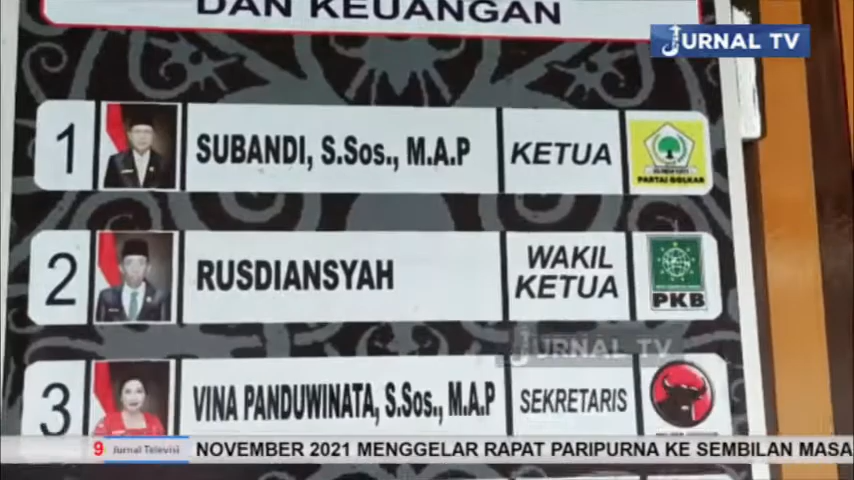 DAN KEUANGAN
JURNAL TV
1
SUBANDI, S.Sos., M.A.P
KETUA
PARTAI GOLKAR
2
RUSDIANSYAH
WAKIL
KETUA
PKB
JURNAL TV
3
VINA PANDUWINATA, S.Sos., M.A.P
SEKRETARIS
9 Jurnal Televisi NOVEMBER 2021 MENGGELAR RAPAT PARIPURNA KE SEMBILAN MASA